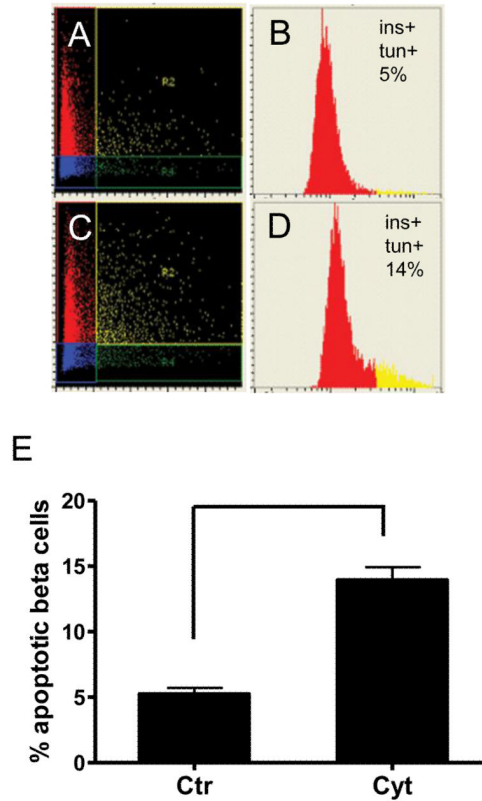 A
R2
R4
B
ins+
tun+
5%
C
R2
R4
D
ins+
tun+
14%
E
% apoptotic beta cells
20
15
10
5
0
Ctr
Cyt